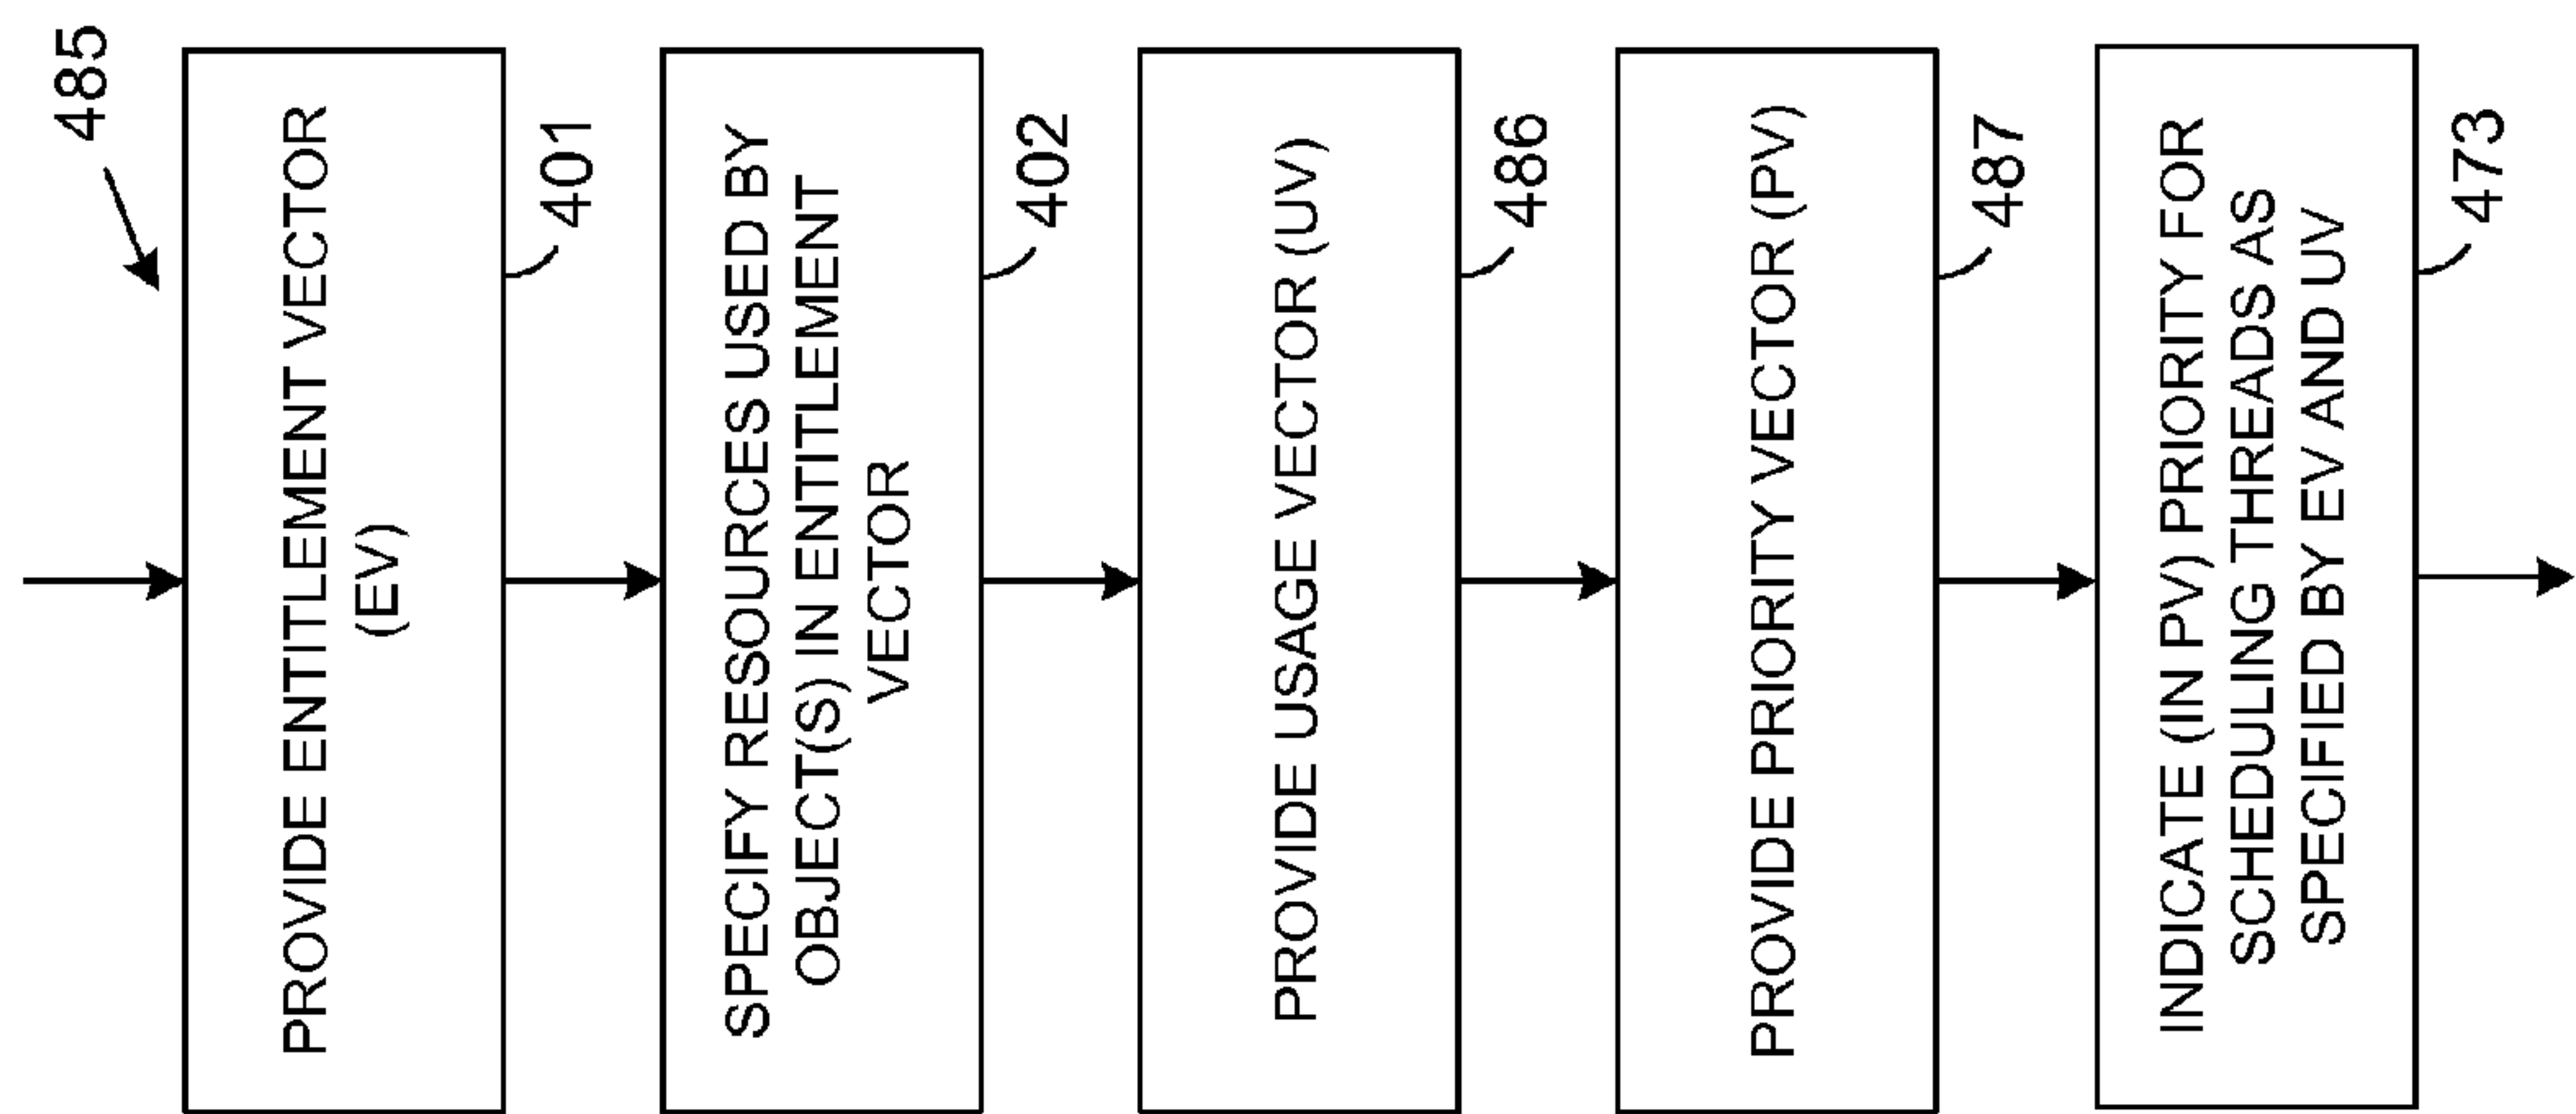 485
PROVIDE ENTITLEMENT VECTOR
(EV)
401
SPECIFY RESOURCES USED BY
OBJECT(S) IN ENTITLEMENT
VECTOR
402
PROVIDE USAGE VECTOR (UV)
486
PROVIDE PRIORITY VECTOR (PV)
487
INDICATE (IN PV) PRIORITY FOR
SCHEDULING THREADS AS
SPECIFIED BY EV AND UV
473